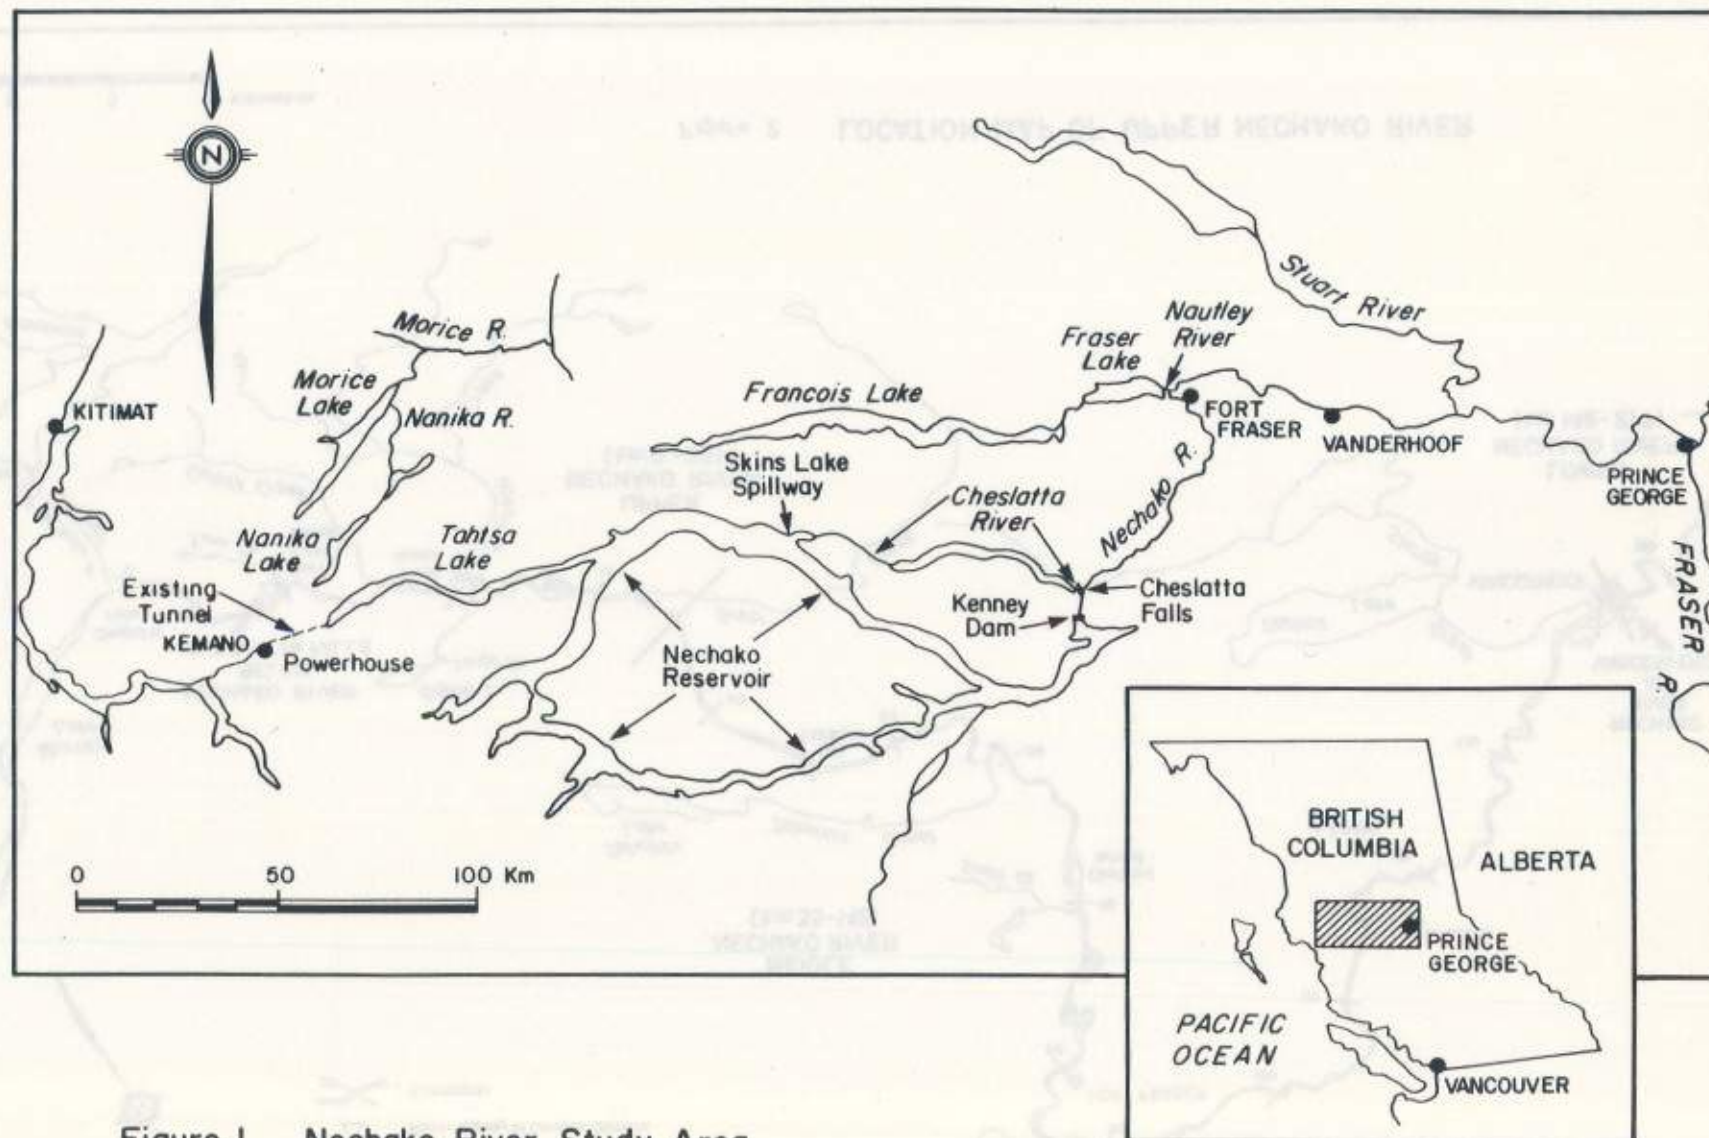 N
Morice R.
Morice
Lake
Nanika R.
KITIMAT
Nanika
Lake
Tahtsa
Lake
Existing
Tunnel
KEMANO
Powerhouse
Francois Lake
Fraser
Lake
Nautley
River
Stuart River
FORT
FRASER
VANDERHOOF
PRINCE
GEORGE
FRASER R.
Skins Lake
Spillway
Cheslatta
River
Nechako R.
Cheslatta
Falls
Kenney
Dam
Nechako
Reservoir
0 50 100 Km
BRITISH
COLUMBIA
ALBERTA
PRINCE
GEORGE
PACIFIC
OCEAN
VANCOUVER
Figure 1 Nechako River Study Area